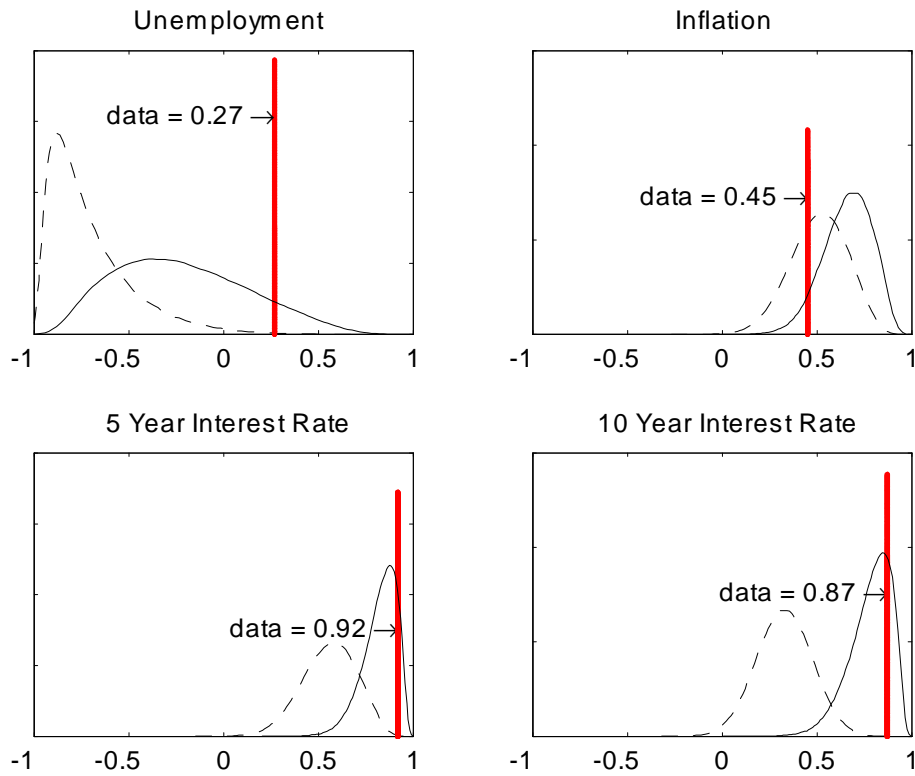 Unemployment
data = 0.27
-1 -0.5 0 0.5 1
Inflation
data = 0.45
-1 -0.5 0 0.5 1
5 Year Interest Rate
data = 0.92
-1 -0.5 0 0.5 1
10 Year Interest Rate
data = 0.87
-1 -0.5 0 0.5 1